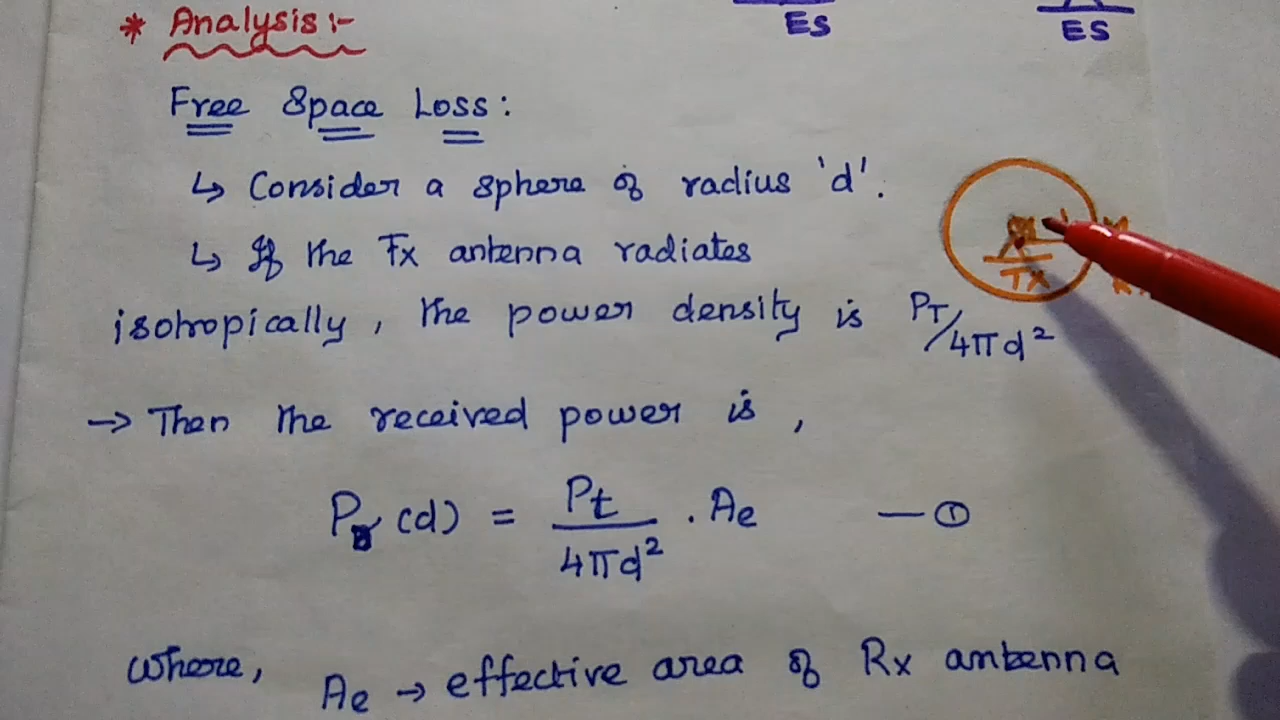 * Analysis :-
ES ES
Free Space Loss :
↳ Consider a sphere of radius 'd'.
↳ If the Tx antenna radiates
isotropically, the power density is PT/4πd²
TX
→ Then the received power is,
Pr (d) = Pt/4πd² . Ae — ①
where, Ae → effective area of Rx antenna